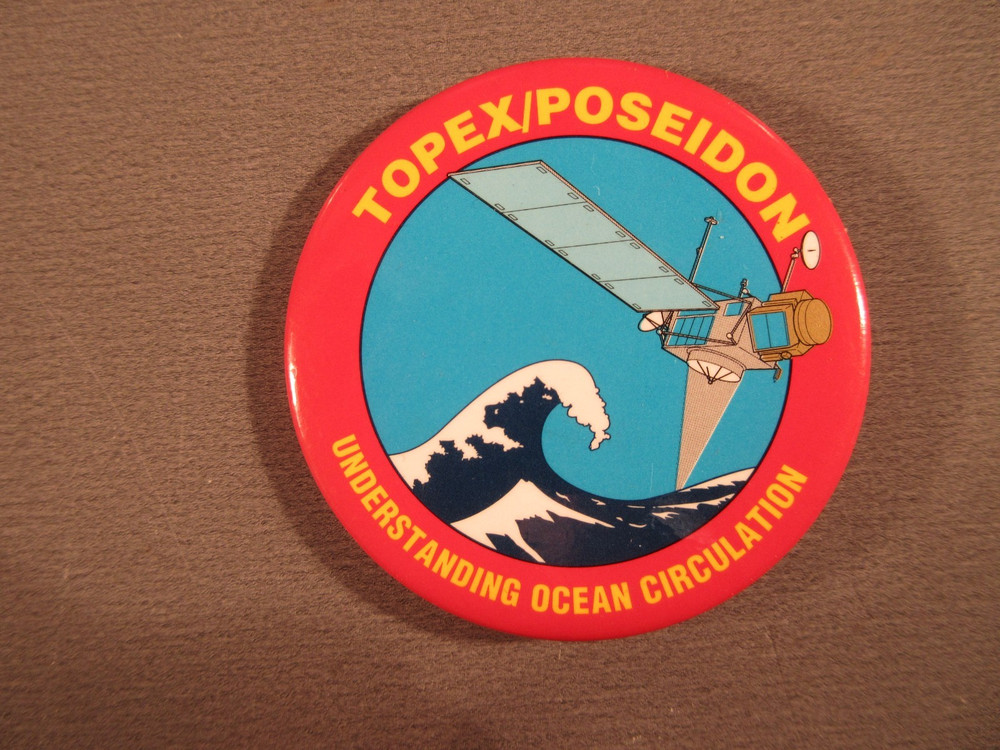 TOPEX/POSEIDON
UNDERSTANDING OCEAN CIRCULATION